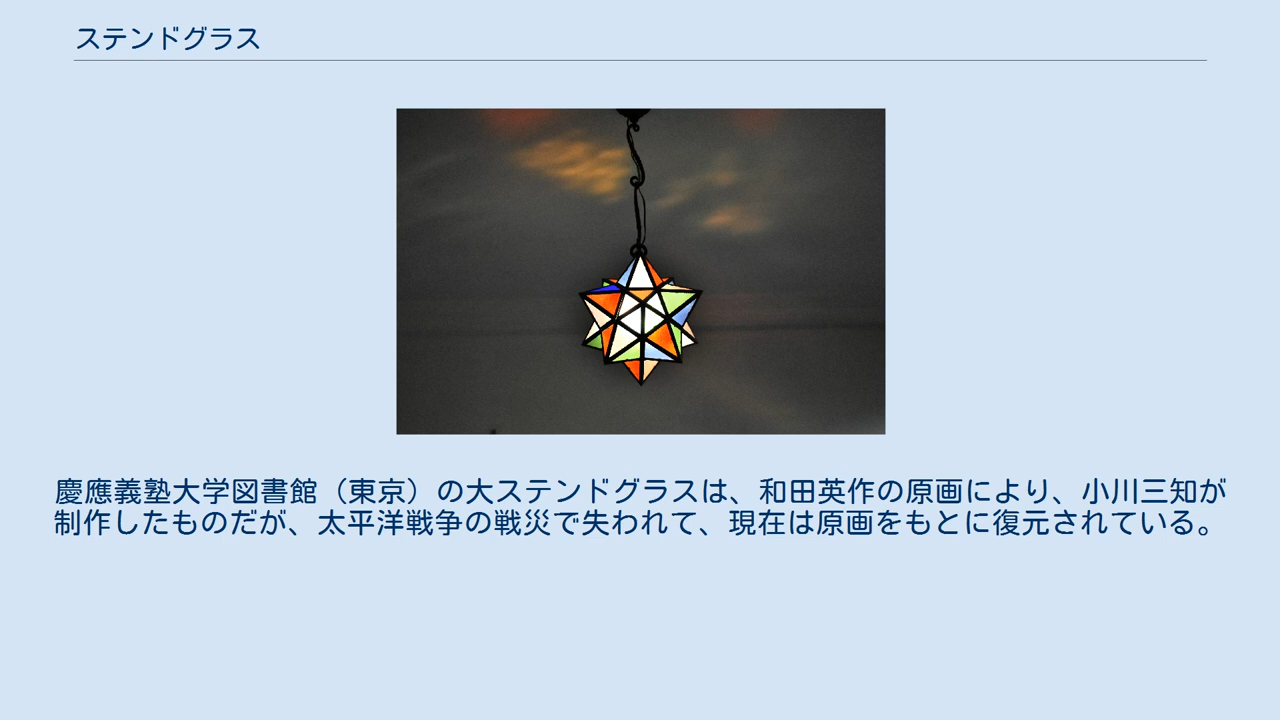 ステンドグラス
慶應義塾大学図書館（東京）の大ステンドグラスは、和田英作の原画により、小川三知が
制作したものだが、太平洋戦争の戦災で失われて、現在は原画をもとに復元されている。